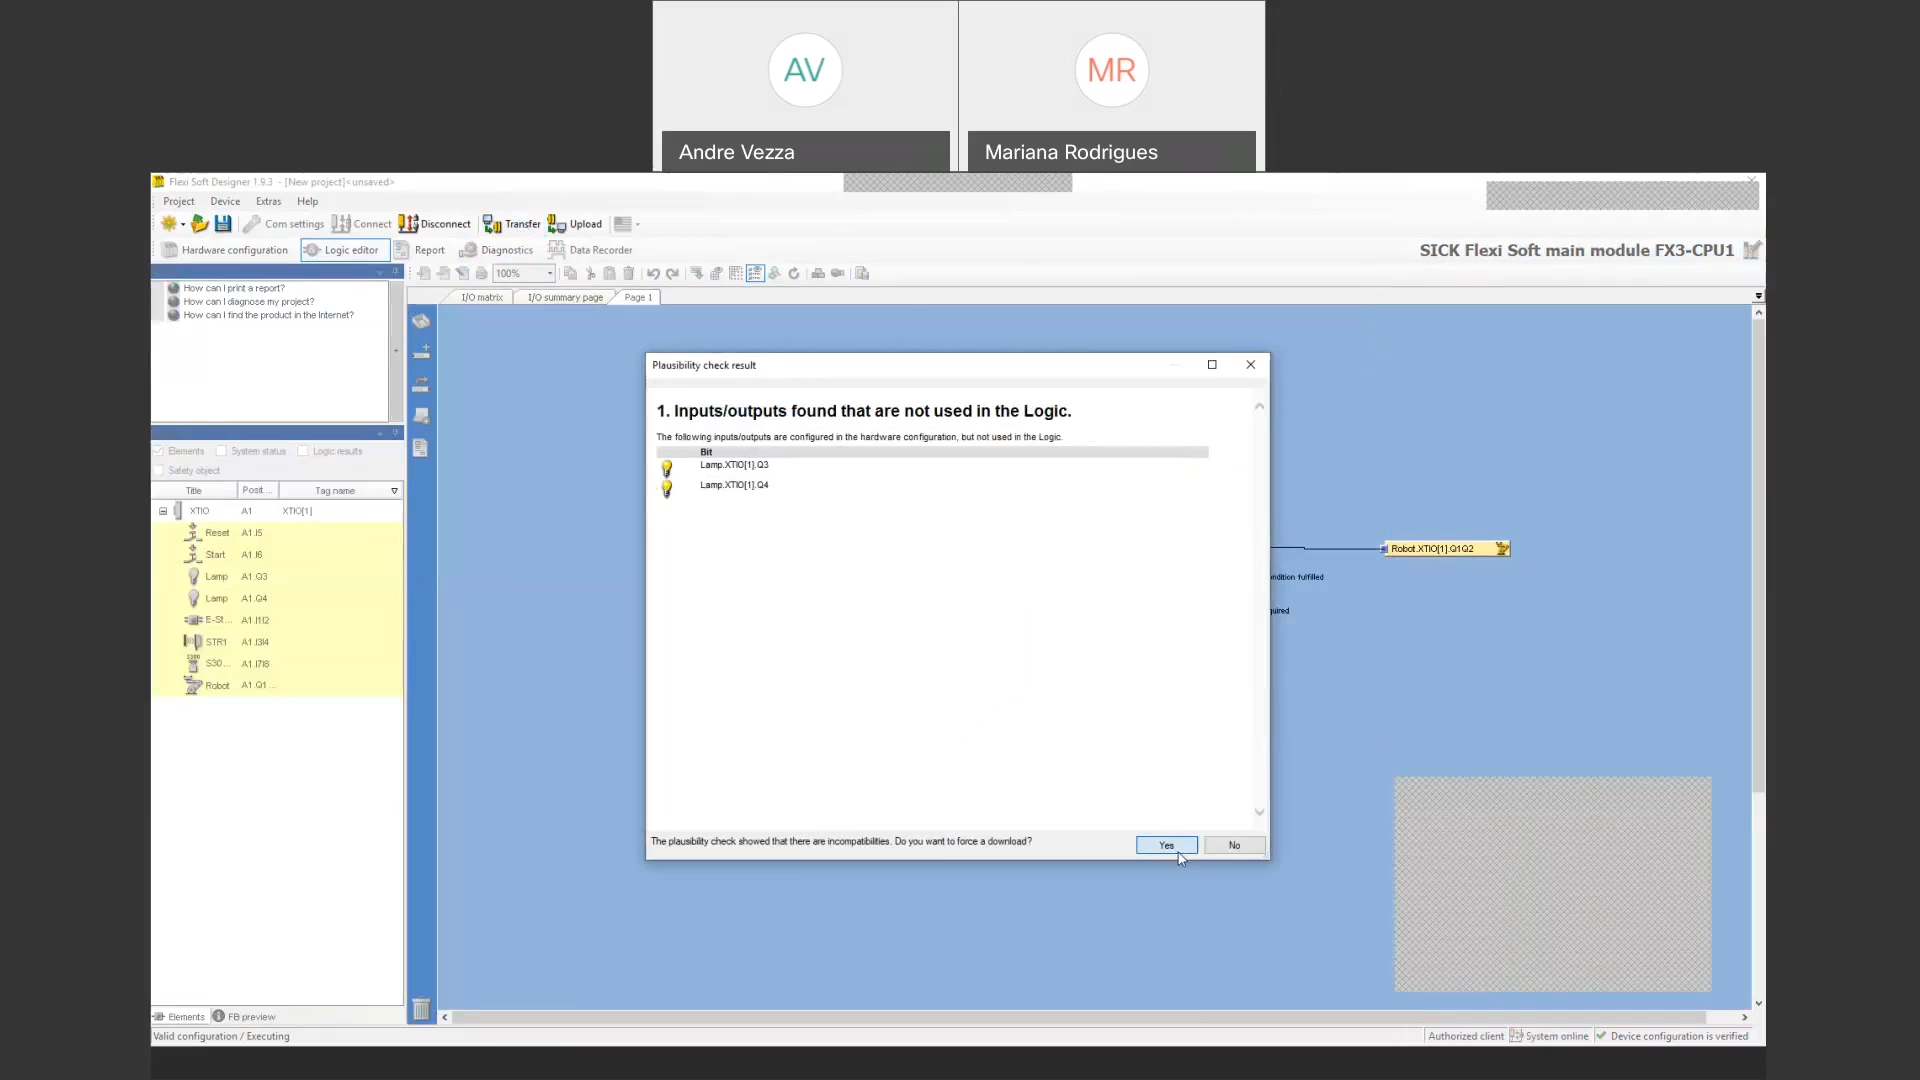 AV
MR
Andre Vezza
Mariana Rodrigues
Flexi Soft Designer 1.9.3 - [New project]<unsaved>
Project Device Extras Help
Com settings Connect Disconnect Transfer Upload
Hardware configuration Logic editor Report Diagnostics Data Recorder
SICK Flexi Soft main module FX3-CPU1
100%
How can I print a report?
How can I diagnose my project?
How can I find the product in the Internet?
I/O matrix I/O summary page Page 1
Elements System status Logic results
Safety object
Title Posit... Tag name
XTIO A1 XTIO[1]
Reset A1.I5
Start A1.I6
Lamp A1.Q3
Lamp A1.Q4
E-St... A1.I1I2
STR1 A1.I3I4
S30... A1.I7I8
Robot A1.Q1...
Plausibility check result
1. Inputs/outputs found that are not used in the Logic.
The following inputs/outputs are configured in the hardware configuration, but not used in the Logic.
Bit
Lamp.XTIO[1].Q3
Lamp.XTIO[1].Q4
The plausibility check showed that there are incompatibilities. Do you want to force a download?
Yes No
Robot.XTIO[1].Q1Q2
ndition fulfilled
quired
Elements FB preview
Valid configuration / Executing
Authorized client System online Device configuration is verified